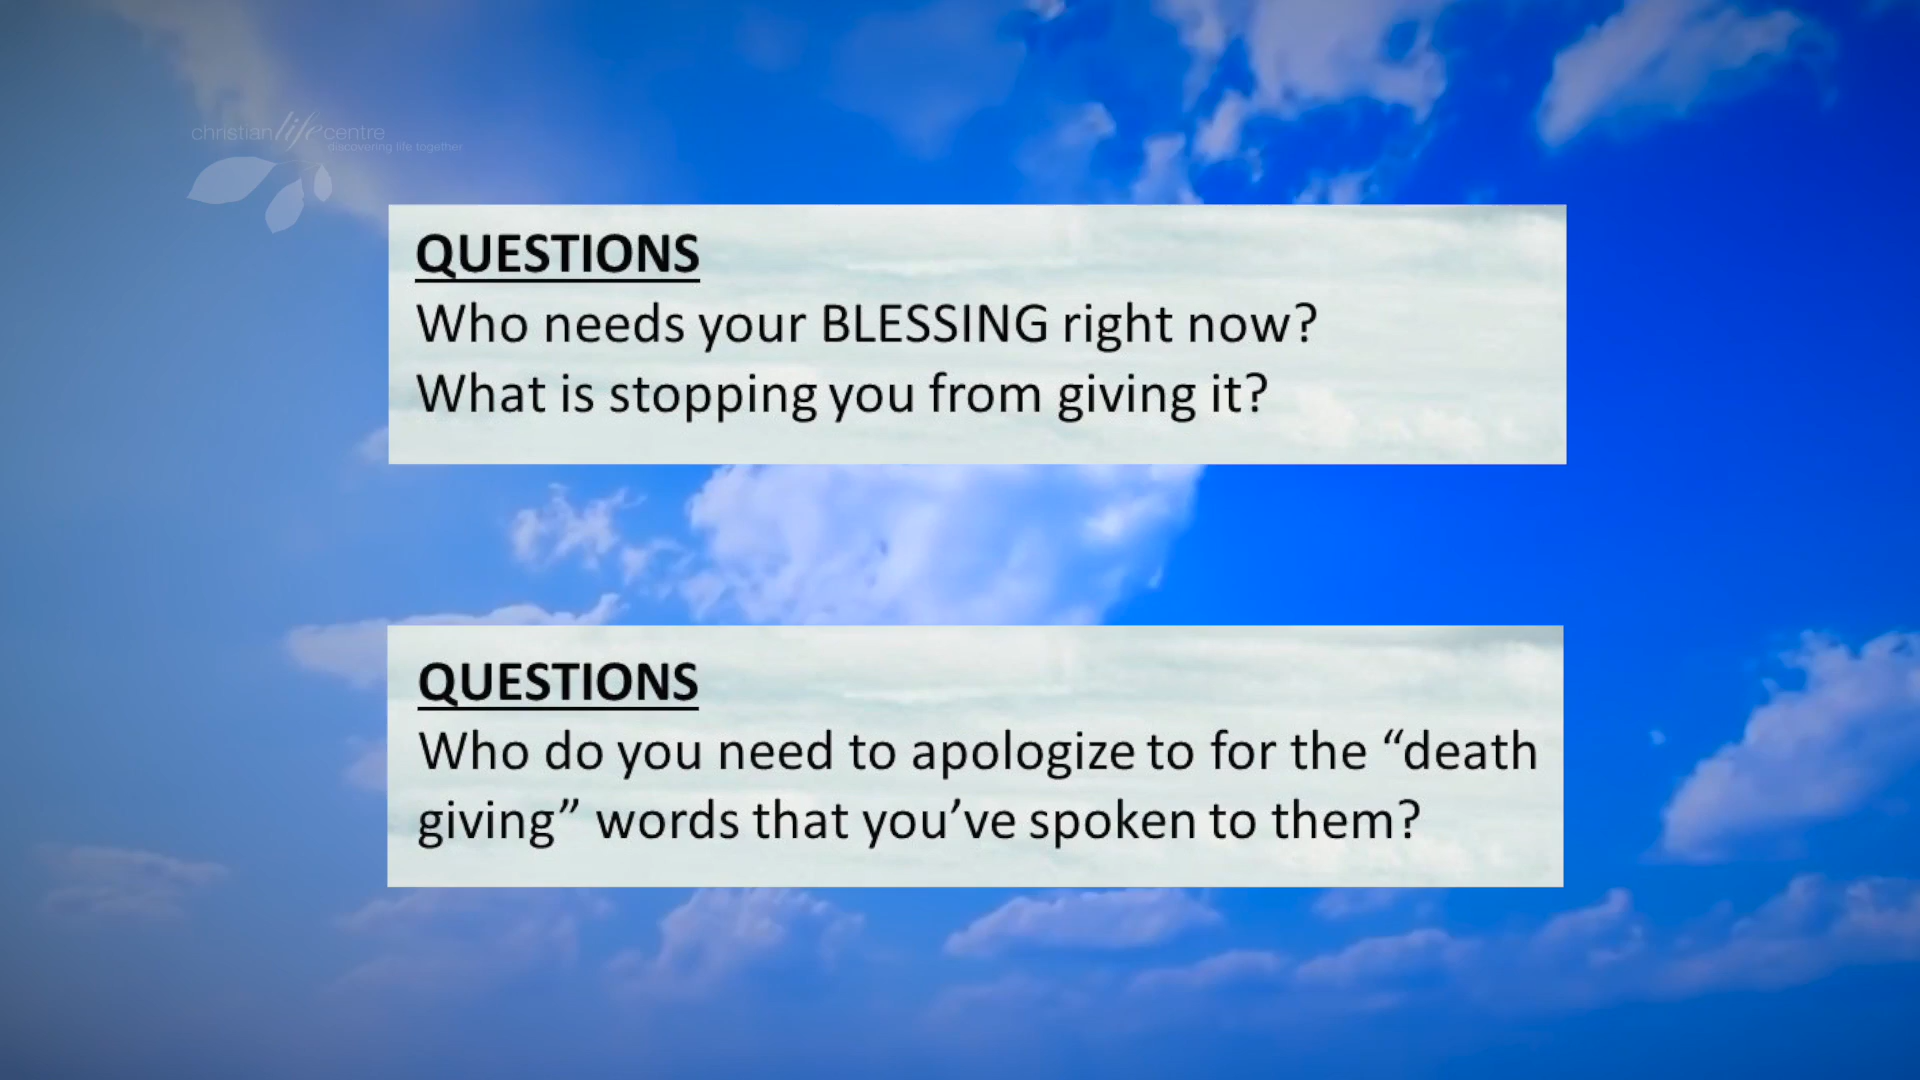 christian life centre
discovering life together
QUESTIONS
Who needs your BLESSING right now?
What is stopping you from giving it?
QUESTIONS
Who do you need to apologize to for the “death
giving” words that you’ve spoken to them?